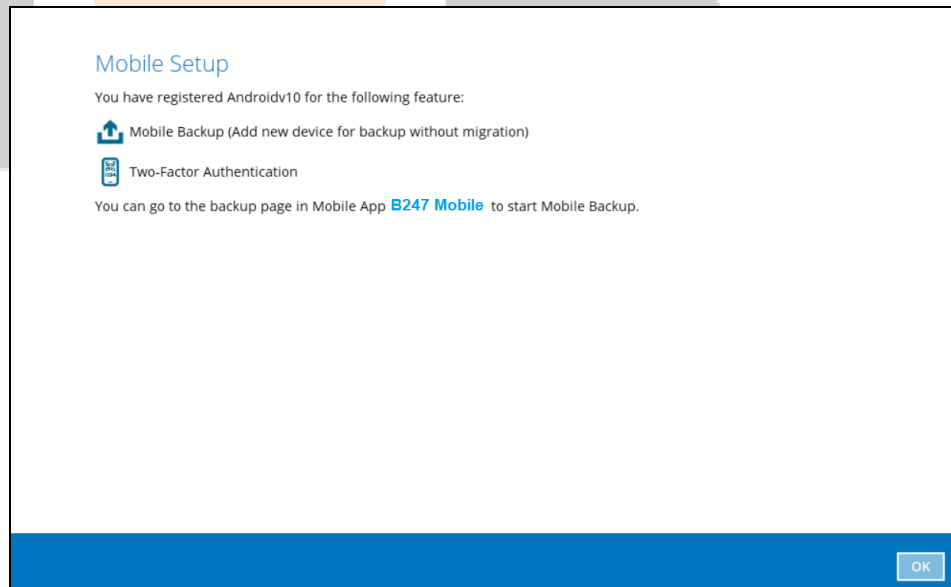 Mobile Setup
You have registered Androidv10 for the following feature:
Mobile Backup (Add new device for backup without migration)
Two-Factor Authentication
You can go to the backup page in Mobile App B247 Mobile to start Mobile Backup.
OK